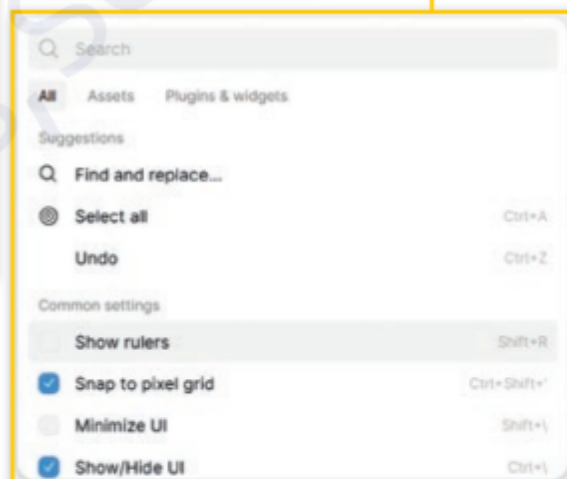 Search
All Assets Plugins & widgets
Suggestions
Find and replace...
Select all Ctrl+A
Undo Ctrl+Z
Common settings
Show rulers Shift+R
Snap to pixel grid Ctrl+Shift+'
Minimize UI Shift+\
Show/Hide UI Ctrl+\